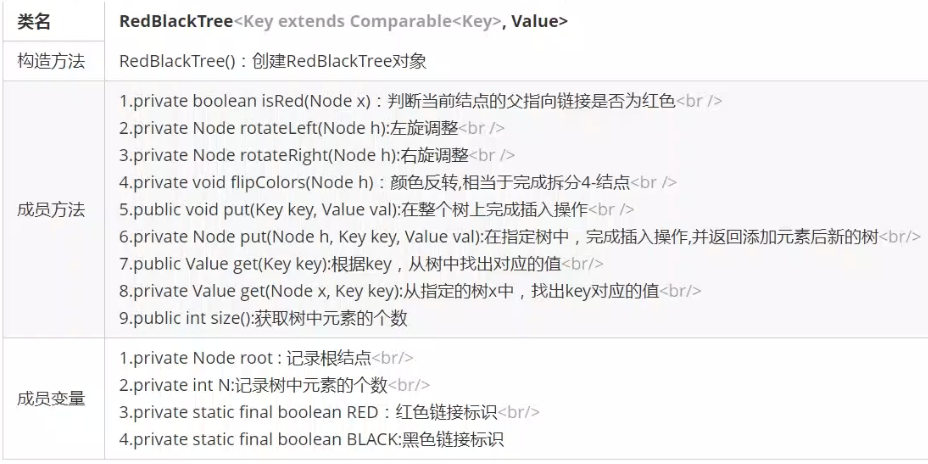 类名 RedBlackTree<Key extends Comparable<Key>, Value>
构造方法 RedBlackTree()：创建RedBlackTree对象
成员方法
1.private boolean isRed(Node x)：判断当前结点的父指向链接是否为红色<br />
2.private Node rotateLeft(Node h):左旋调整<br />
3.private Node rotateRight(Node h):右旋调整<br />
4.private void flipColors(Node h)：颜色反转,相当于完成拆分4-结点<br />
5.public void put(Key key, Value val):在整个树上完成插入操作<br />
6.private Node put(Node h, Key key, Value val):在指定树中，完成插入操作,并返回添加元素后新的树<br/>
7.public Value get(Key key):根据key，从树中找出对应的值<br/>
8.private Value get(Node x, Key key):从指定的树x中，找出key对应的值<br/>
9.public int size():获取树中元素的个数
成员变量
1.private Node root : 记录根结点<br/>
2.private int N:记录树中元素的个数<br/>
3.private static final boolean RED：红色链接标识<br/>
4.private static final boolean BLACK:黑色链接标识